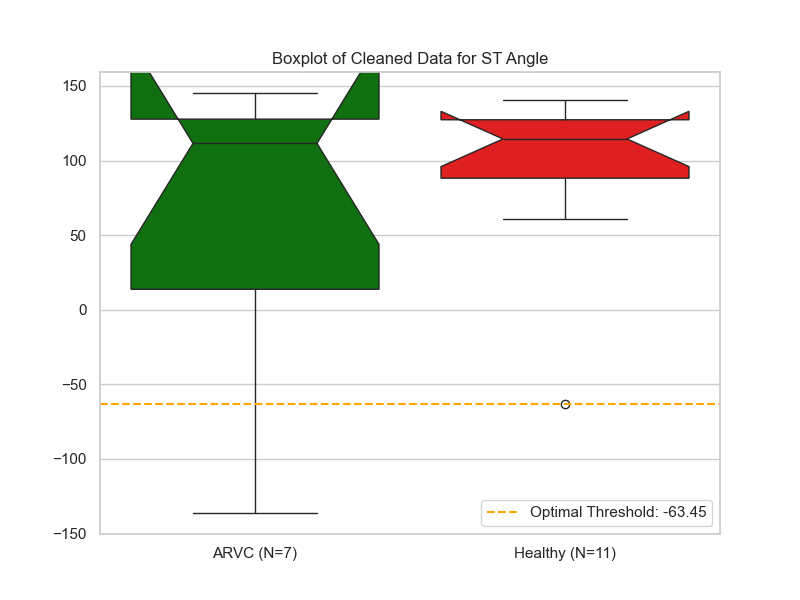 Boxplot of Cleaned Data for ST Angle
150
100
50
0
−50
−100
−150
Optimal Threshold: -63.45
ARVC (N=7)
Healthy (N=11)